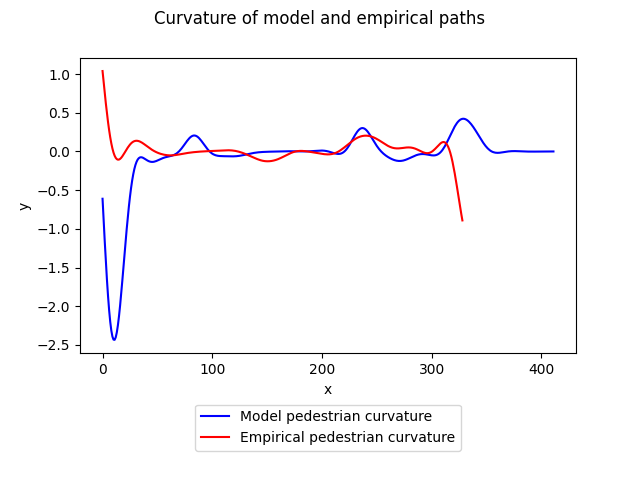 Curvature of model and empirical paths
1.0
0.5
0.0
−0.5
−1.0
−1.5
−2.0
−2.5
y
0 100 200 300 400
x
Model pedestrian curvature
Empirical pedestrian curvature